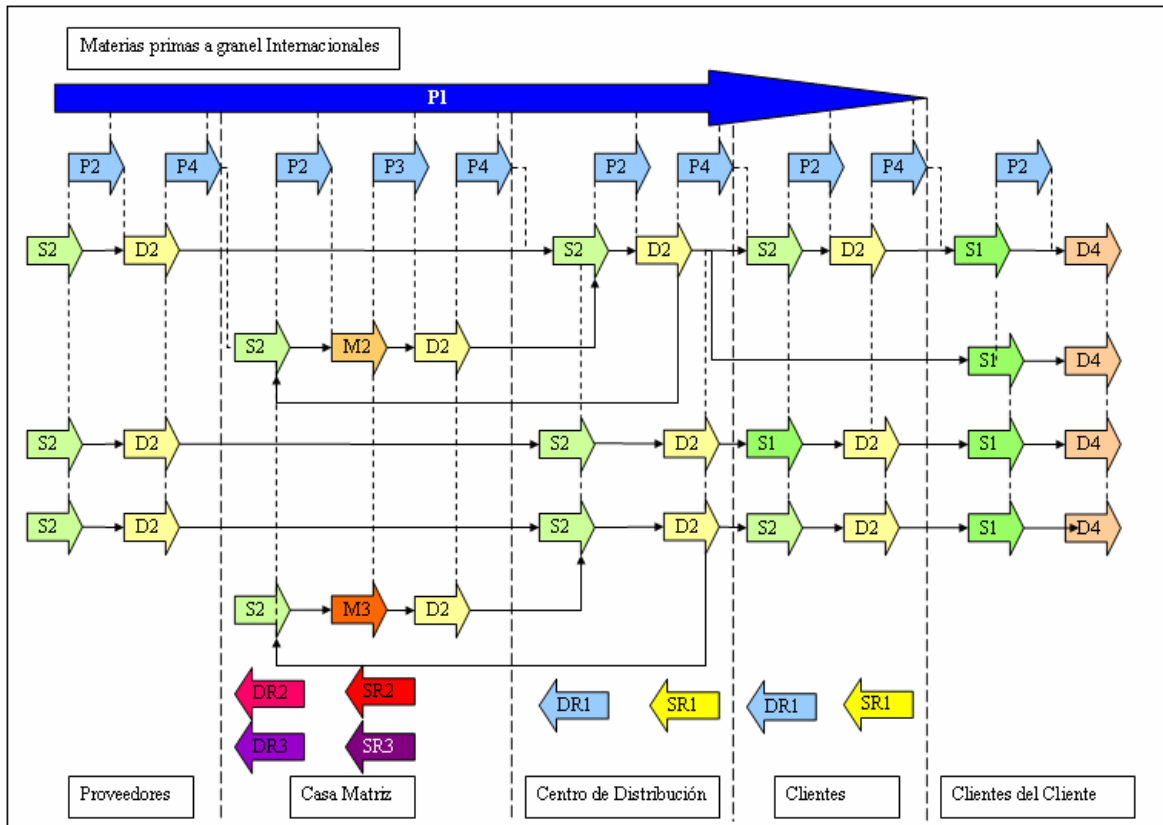 Materias primas a granel Internacionales
P1
P2 P4 P2 P3 P4 P2 P4 P2 P4 P2
S2 D2 S2 D2 S2 D2 S1 D4
S2 M2 D2 S1 D4
S2 D2 S2 D2 S1 D2 S1 D4
S2 D2 S2 D2 S2 D2 S1 D4
S2 M3 D2
DR2 SR2 DR1 SR1 DR1 SR1
DR3 SR3
Proveedores Casa Matriz Centro de Distribución Clientes Clientes del Cliente